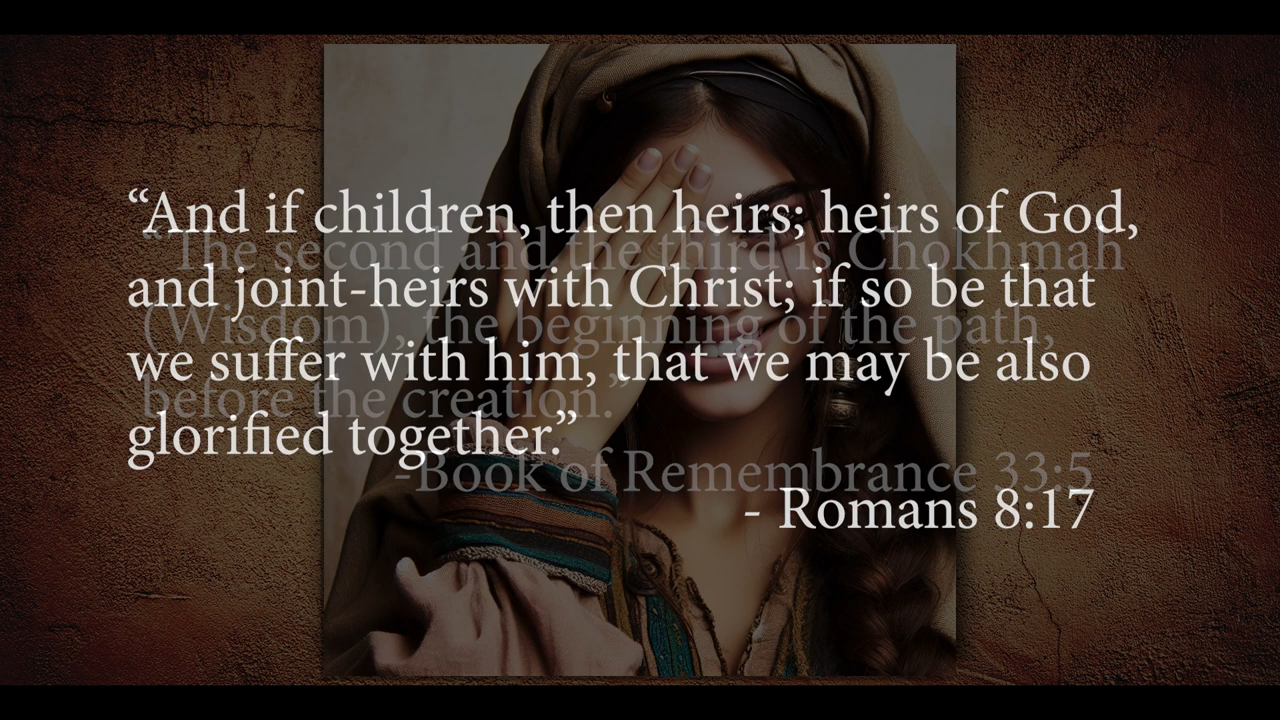 “And if children, then heirs; heirs of God,
and joint-heirs with Christ; if so be that
we suffer with him, that we may be also
glorified together.”
- Romans 8:17
“The second and the third is Chokhmah
(Wisdom), the beginning of the path,
before the creation.”
-Book of Remembrance 33:5